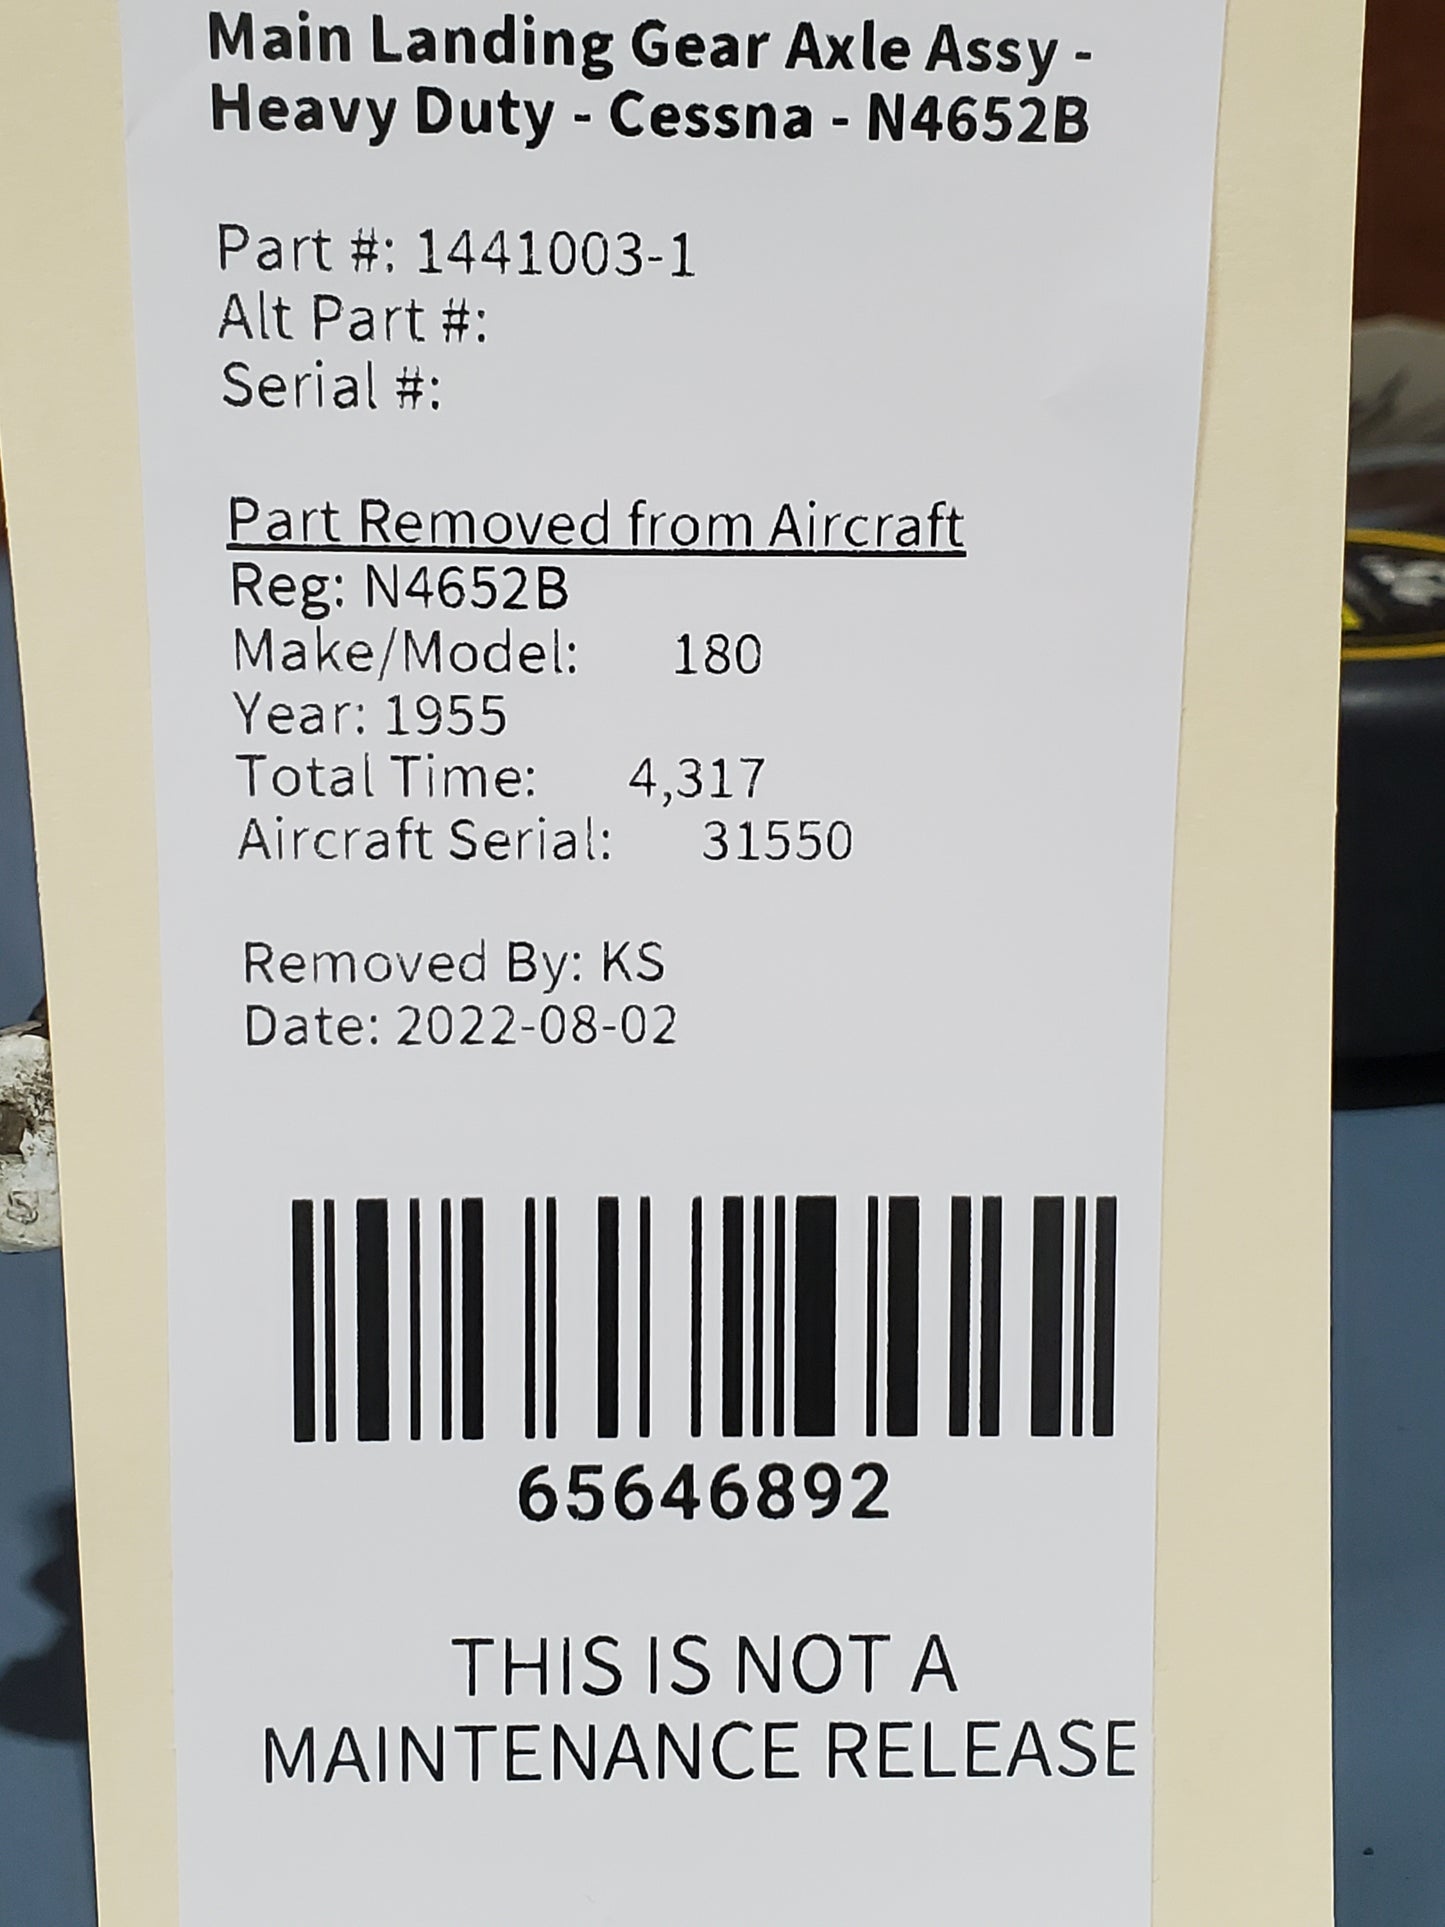 Main Landing Gear Axle Assy -
Heavy Duty - Cessna - N4652B
Part #: 1441003-1
Alt Part #:
Serial #:
Part Removed from Aircraft
Reg: N4652B
Make/Model: 180
Year: 1955
Total Time: 4,317
Aircraft Serial: 31550
Removed By: KS
Date: 2022-08-02
65646892
THIS IS NOT A
MAINTENANCE RELEASE